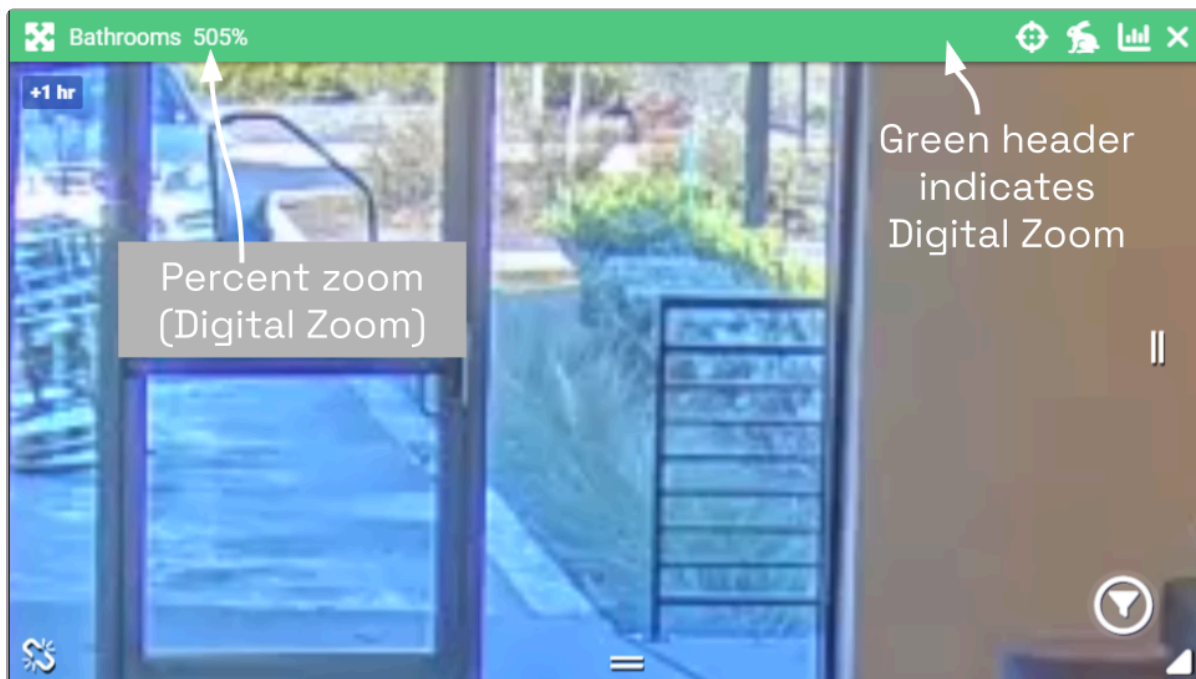 Bathrooms 505%
+1 hr
Green header
indicates
Digital Zoom
Percent zoom
(Digital Zoom)